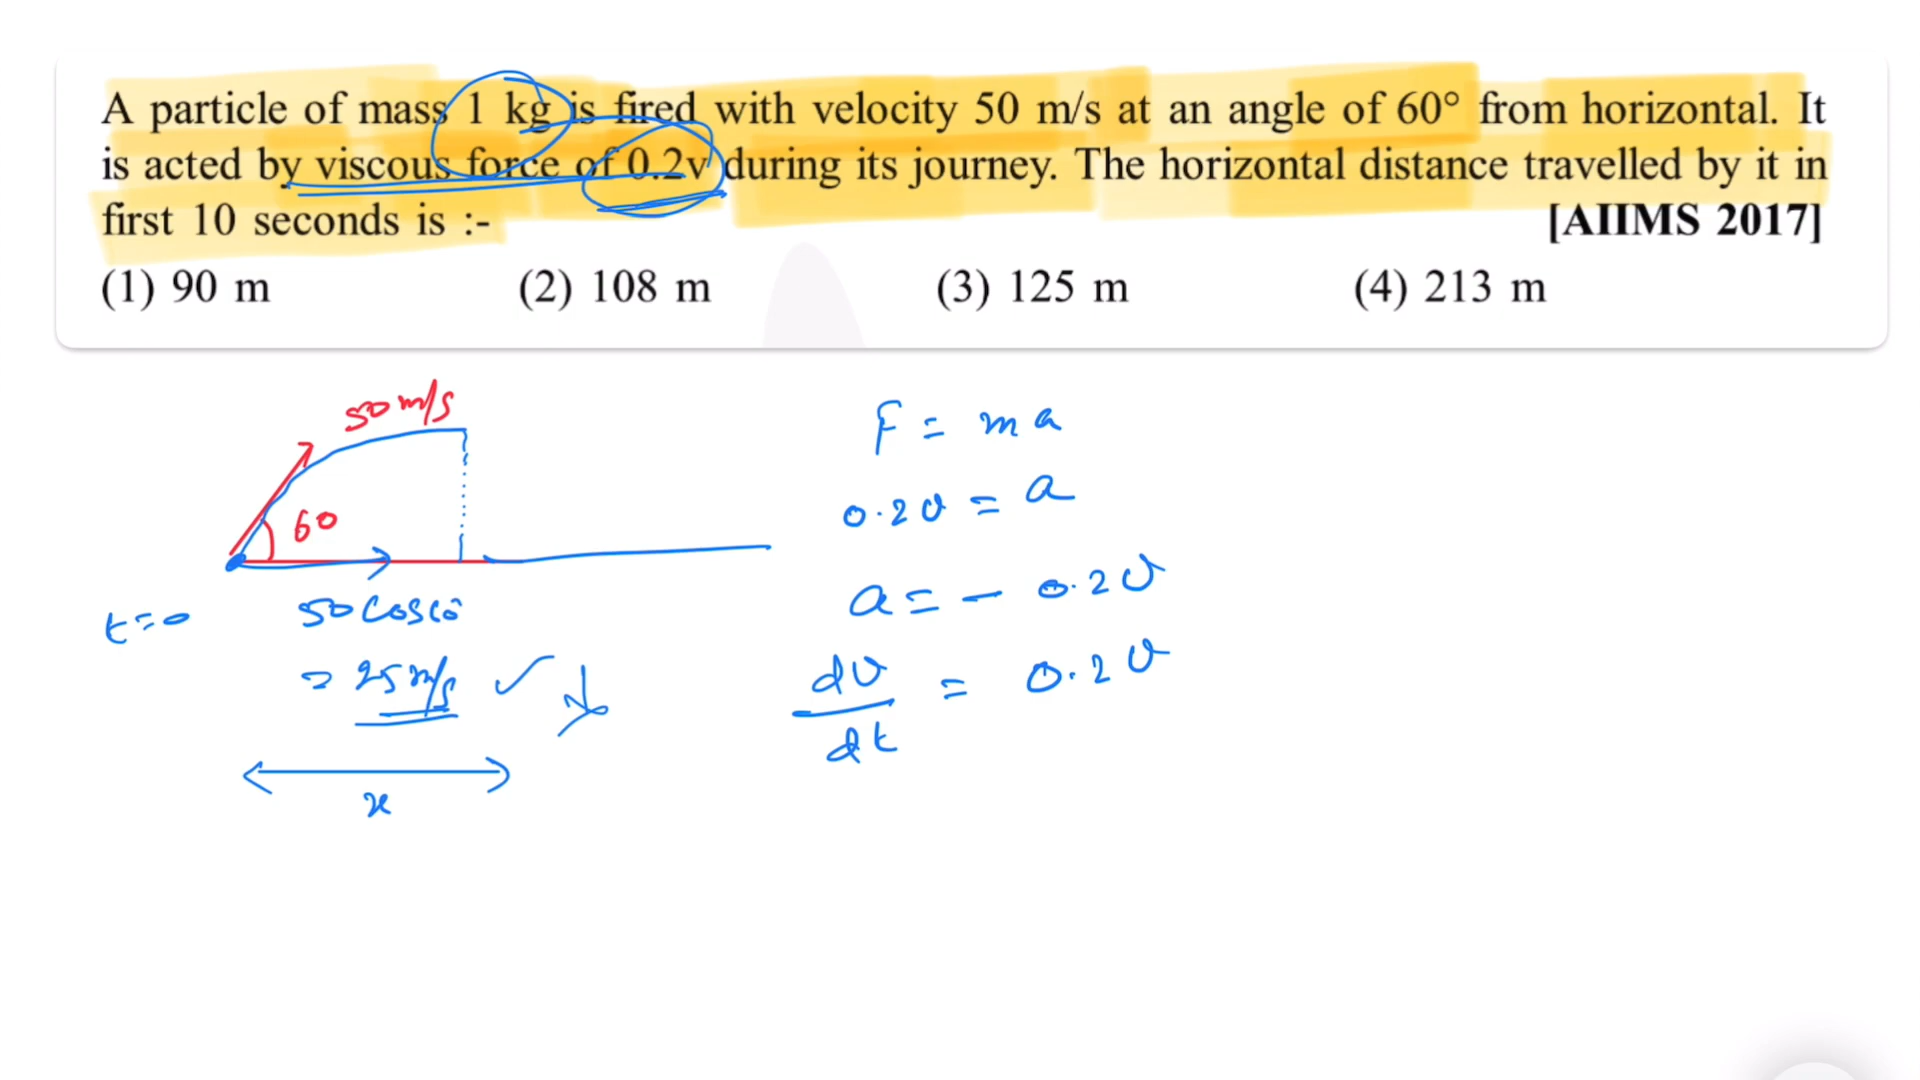 A particle of mass 1 kg is fired with velocity 50 m/s at an angle of 60° from horizontal. It
is acted by viscous force of 0.2v during its journey. The horizontal distance travelled by it in
first 10 seconds is :- [AIIMS 2017]
(1) 90 m (2) 108 m (3) 125 m (4) 213 m
50 m/s
60
t=0
50 cos 60
= 25 m/s ✓
x
F = ma
0.2v = a
a = - 0.2v
dv/dt = 0.2v